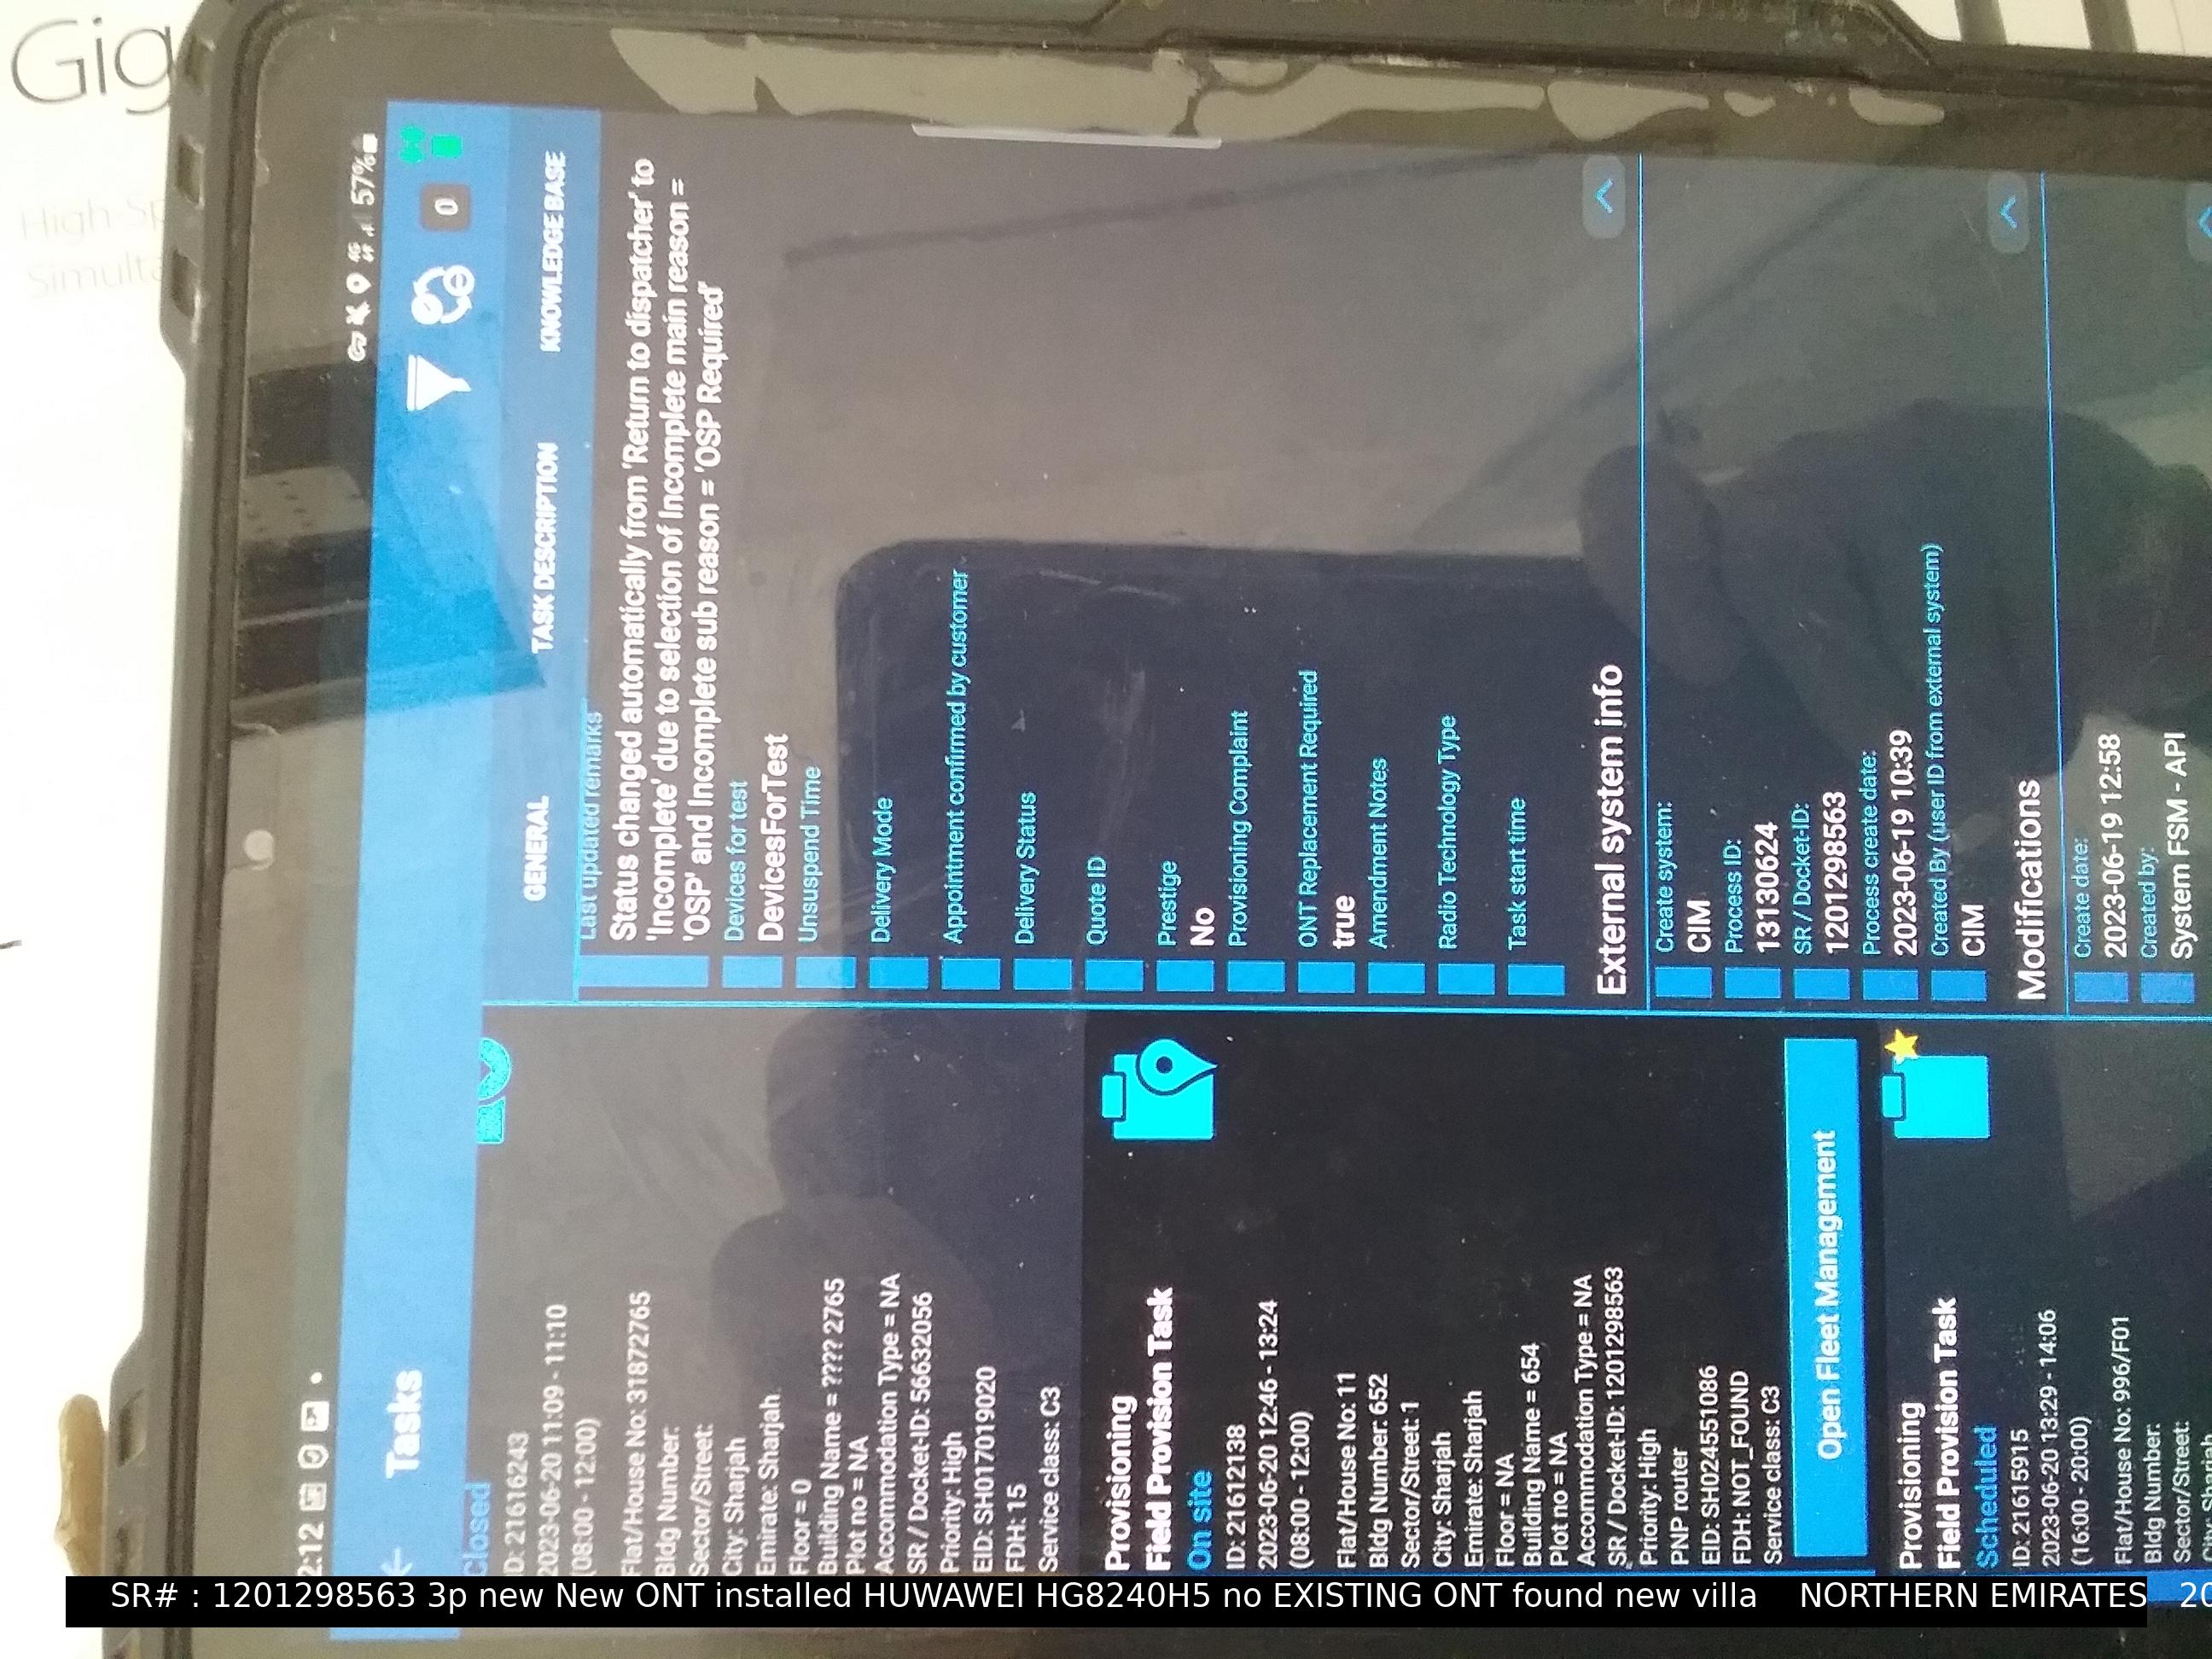 Gig
High-Sp
Simulta
2:12
57%
Tasks
0
GENERAL
TASK DESCRIPTION
KNOWLEDGE BASE
Closed
ID: 21616243
2023-06-20 11:09 - 11:10
(08:00 - 12:00)
Flat/House No: 31872765
Bldg Number:
Sector/Street:
City: Sharjah
Emirate: Sharjah
Floor = 0
Building Name = ???? 2765
Plot no = NA
Accommodation Type = NA
SR / Docket-ID: 566632056
Priority: High
EID: SH017019020
FDH: 15
Service class: C3
Provisioning
Field Provision Task
On site
ID: 21612138
2023-06-20 12:46 - 13:24
(08:00 - 12:00)
Flat/House No: 11
Bldg Number: 652
Sector/Street: 1
City: Sharjah
Emirate: Sharjah
Floor = NA
Building Name = 654
Plot no = NA
Accommodation Type = NA
SR / Docket-ID: 1201298563
Priority: High
PNP router
EID: SH024551086
FDH: NOT_FOUND
Service class: C3
Open Fleet Management
Provisioning
Field Provision Task
Scheduled
ID: 21615915
2023-06-20 13:29 - 14:06
(16:00 - 20:00)
Flat/House No: 996/F01
Bldg Number:
Sector/Street:
City: Sharjah
Last updated remarks
Status changed automatically from 'Return to dispatcher' to
'Incomplete' due to selection of Incomplete main reason =
'OSP' and Incomplete sub reason = 'OSP Required'
Devices for test
DevicesForTest
Unsuspend Time
Delivery Mode
Appointment confirmed by customer
Delivery Status
Quote ID
Prestige
No
Provisioning Complaint
ONT Replacement Required
true
Amendment Notes
Radio Technology Type
Task start time
External system info
Create system:
CIM
Process ID:
13130624
SR / Docket-ID:
1201298563
Process create date:
2023-06-19 10:39
Created By (user ID from external system)
CIM
Modifications
Create date:
2023-06-19 12:58
Created by:
System FSM - API
SR# : 1201298563 3p new New ONT installed HUWAWEI HG8240H5 no EXISTING ONT found new villa NORTHERN EMIRATES 20